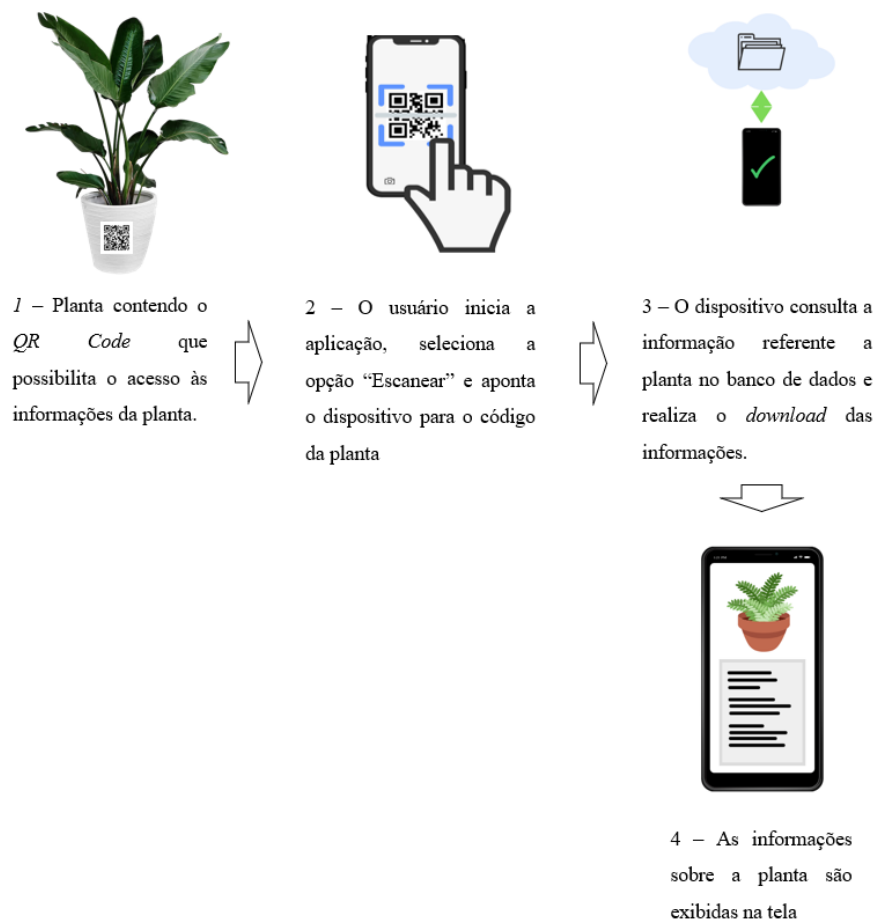 1 – Planta contendo o
QR Code que
possibilita o acesso às
informações da planta.
2 – O usuário inicia a
aplicação, seleciona a
opção “Escanear” e aponta
o dispositivo para o código
da planta
3 – O dispositivo consulta a
informação referente a
planta no banco de dados e
realiza o download das
informações.
4 – As informações
sobre a planta são
exibidas na tela